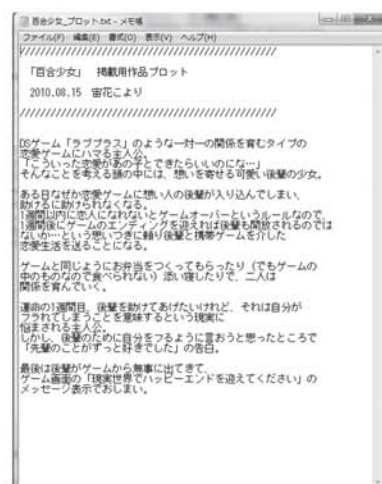 百合少女_プロット.txt - メモ帳
ファイル(F) 編集(E) 書式(O) 表示(V) ヘルプ(H)
////////////////////////////////////////////////
「百合少女」 掲載用作品プロット
2010.08.15 宙花こより
////////////////////////////////////////////////
DSゲーム「ラブプラス」のような一対一の関係を育むタイプの
恋愛ゲームにハマる主人公。
「こういった恋愛があの子とできたらいいのにな…」
そんなことを考える頭の中には、想いを寄せる可愛い後輩の少女。
ある日なぜか恋愛ゲームに想い人の後輩が入り込んでしまい、
助けるに助けられなくなる。
1週間以内に恋人になれないとゲームオーバーというルールなので、
1週間後にゲームのエンディングを迎えれば後輩も開放されるのでは
ないか…という思いつきに頼り後輩と携帯ゲームを介した
恋愛生活を送ることになる。
ゲームと同じようにお弁当をつくってもらったり（でもゲームの
中のものなので食べられない）添い寝したりで、二人は
関係を育んでいく。
運命の1週間目、後輩を助けてあげたいけれど、それは自分が
フラれてしまうことを意味するという現実に
悩まされる主人公。
しかし、後輩のために自分をフるように言おうと思ったところで
「先輩のことがずっと好きでした」の告白。
最後は後輩がゲームから無事に出てきて、
ゲーム画面の「現実世界でハッピーエンドを迎えてください」の
メッセージ表示でおしまい。